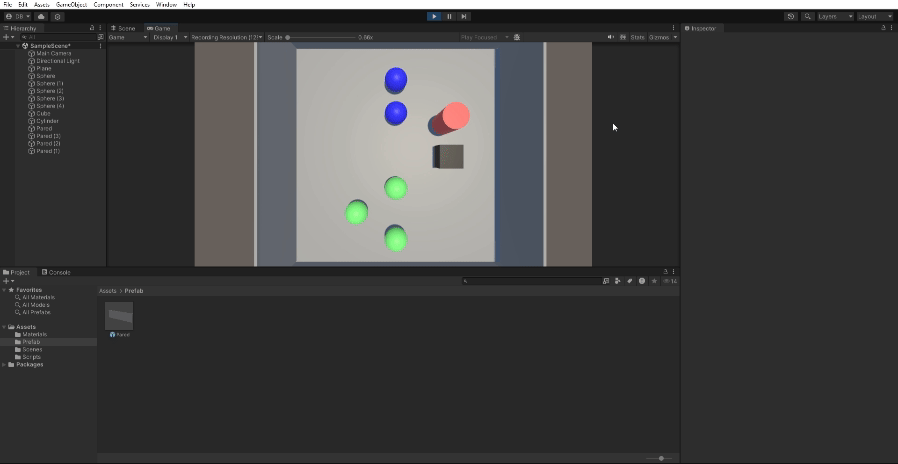 File Edit Assets GameObject Component Services Window Help
DB
Layers Layout
Hierarchy
All
SampleScene*
Main Camera
Directional Light
Plane
Sphere
Sphere (1)
Sphere (2)
Sphere (3)
Sphere (4)
Cube
Cylinder
Pared
Pared (3)
Pared (2)
Pared (1)
Scene Game
Game Display 1 Recording Resolution (12 Scale 0.66x Play Focused Stats Gizmos
Inspector
Project Console
Favorites
All Materials
All Models
All Prefabs
Assets
Materials
Prefab
Scenes
Scripts
Packages
Assets > Prefab
14
Pared